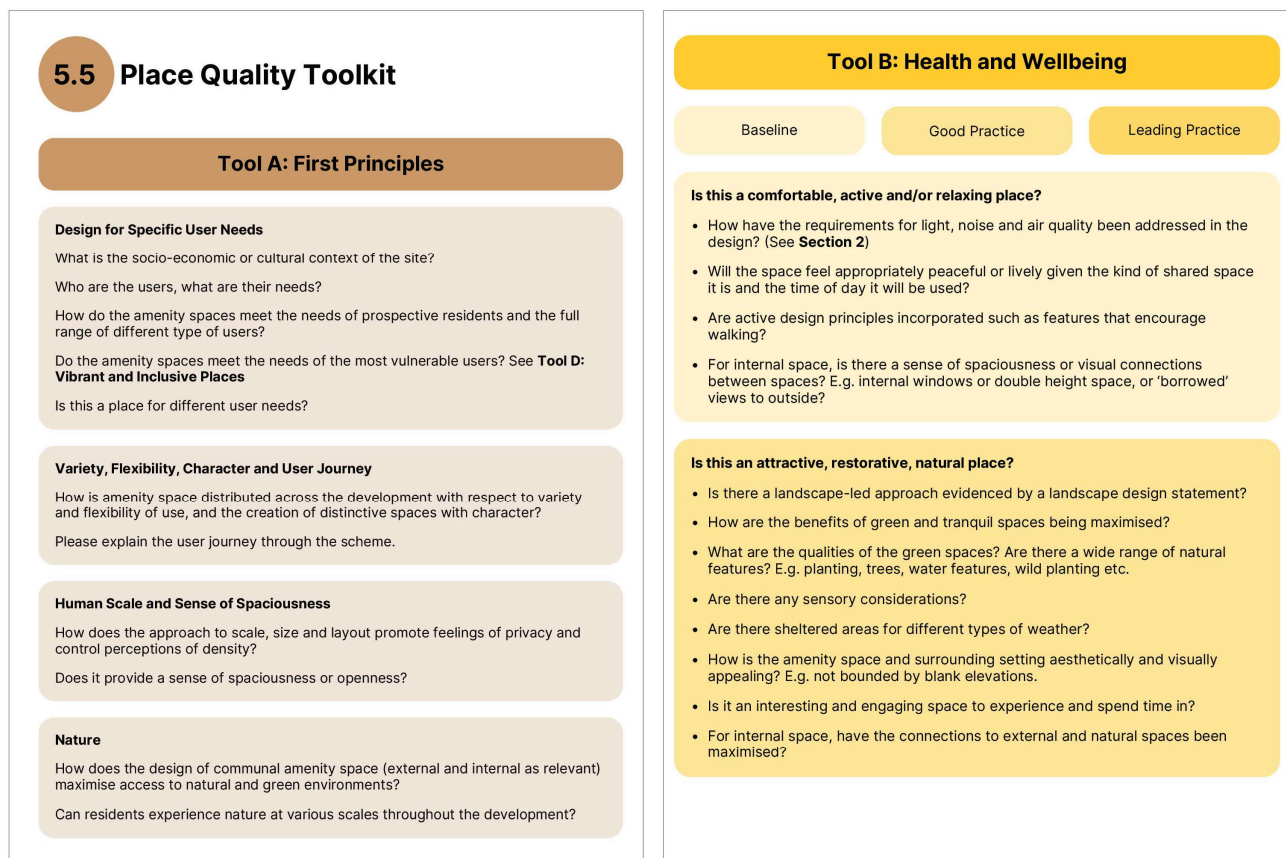 5.5 Place Quality Toolkit
Tool A: First Principles
Design for Specific User Needs
What is the socio-economic or cultural context of the site?
Who are the users, what are their needs?
How do the amenity spaces meet the needs of prospective residents and the full
range of different type of users?
Do the amenity spaces meet the needs of the most vulnerable users? See Tool D:
Vibrant and Inclusive Places
Is this a place for different user needs?
Variety, Flexibility, Character and User Journey
How is amenity space distributed across the development with respect to variety
and flexibility of use, and the creation of distinctive spaces with character?
Please explain the user journey through the scheme.
Human Scale and Sense of Spaciousness
How does the approach to scale, size and layout promote feelings of privacy and
control perceptions of density?
Does it provide a sense of spaciousness or openness?
Nature
How does the design of communal amenity space (external and internal as relevant)
maximise access to natural and green environments?
Can residents experience nature at various scales throughout the development?
Tool B: Health and Wellbeing
Baseline
Good Practice
Leading Practice
Is this a comfortable, active and/or relaxing place?
• How have the requirements for light, noise and air quality been addressed in the
design? (See Section 2)
• Will the space feel appropriately peaceful or lively given the kind of shared space
it is and the time of day it will be used?
• Are active design principles incorporated such as features that encourage
walking?
• For internal space, is there a sense of spaciousness or visual connections
between spaces? E.g. internal windows or double height space, or ‘borrowed’
views to outside?
Is this an attractive, restorative, natural place?
• Is there a landscape-led approach evidenced by a landscape design statement?
• How are the benefits of green and tranquil spaces being maximised?
• What are the qualities of the green spaces? Are there a wide range of natural
features? E.g. planting, trees, water features, wild planting etc.
• Are there any sensory considerations?
• Are there sheltered areas for different types of weather?
• How is the amenity space and surrounding setting aesthetically and visually
appealing? E.g. not bounded by blank elevations.
• Is it an interesting and engaging space to experience and spend time in?
• For internal space, have the connections to external and natural spaces been
maximised?